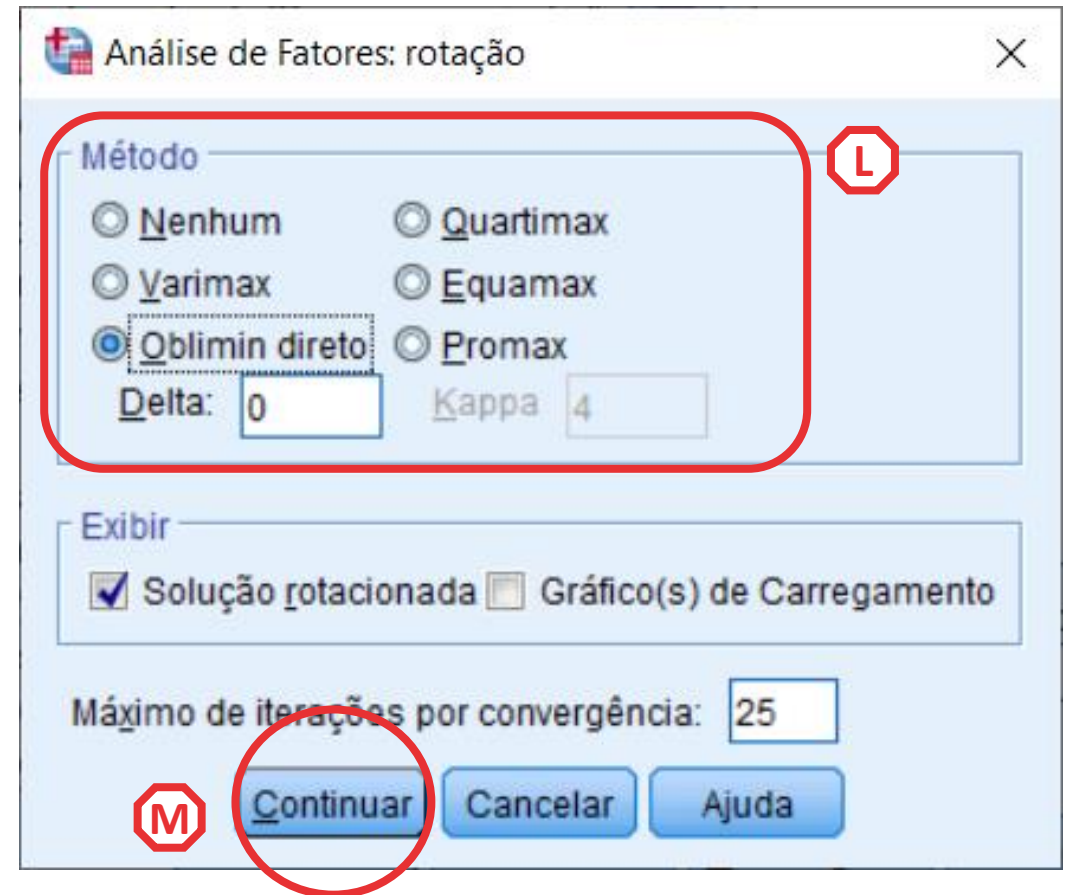 Análise de Fatores: rotação
Método
L
Nenhum Quartimax
Varimax Equamax
Oblimin direto Promax
Delta: 0 Kappa 4
Exibir
Solução rotacionada Gráfico(s) de Carregamento
Máximo de iterações por convergência: 25
M Continuar Cancelar Ajuda